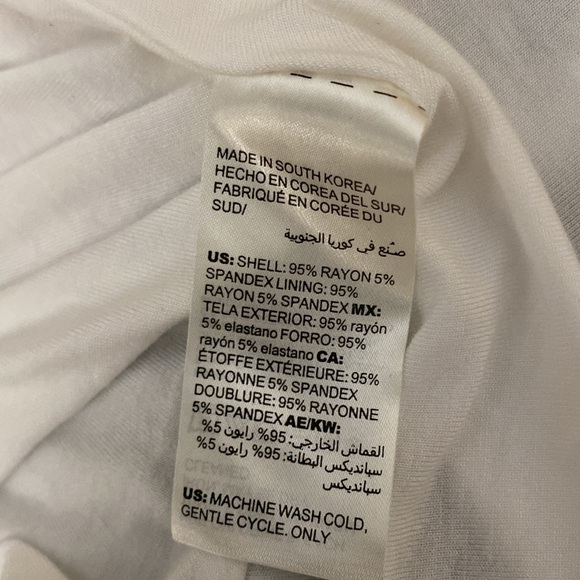 MADE IN SOUTH KOREA/
HECHO EN COREA DEL SUR/
FABRIQUÉ EN CORÉE DU
SUD/
صنع في كوريا الجنوبية
US: SHELL: 95% RAYON 5%
SPANDEX LINING: 95%
RAYON 5% SPANDEX MX:
TELA EXTERIOR: 95% rayón
5% elastano FORRO: 95%
rayón 5% elastano CA:
ÉTOFFE EXTÉRIEURE: 95%
RAYONNE 5% SPANDEX
DOUBLURE: 95% RAYONNE
5% SPANDEX AE/KW:
القماش الخارجي: 95% رايون 5%
سباندیكس البطانة: 95% رايون 5%
سبانديكس
US: MACHINE WASH COLD,
GENTLE CYCLE. ONLY